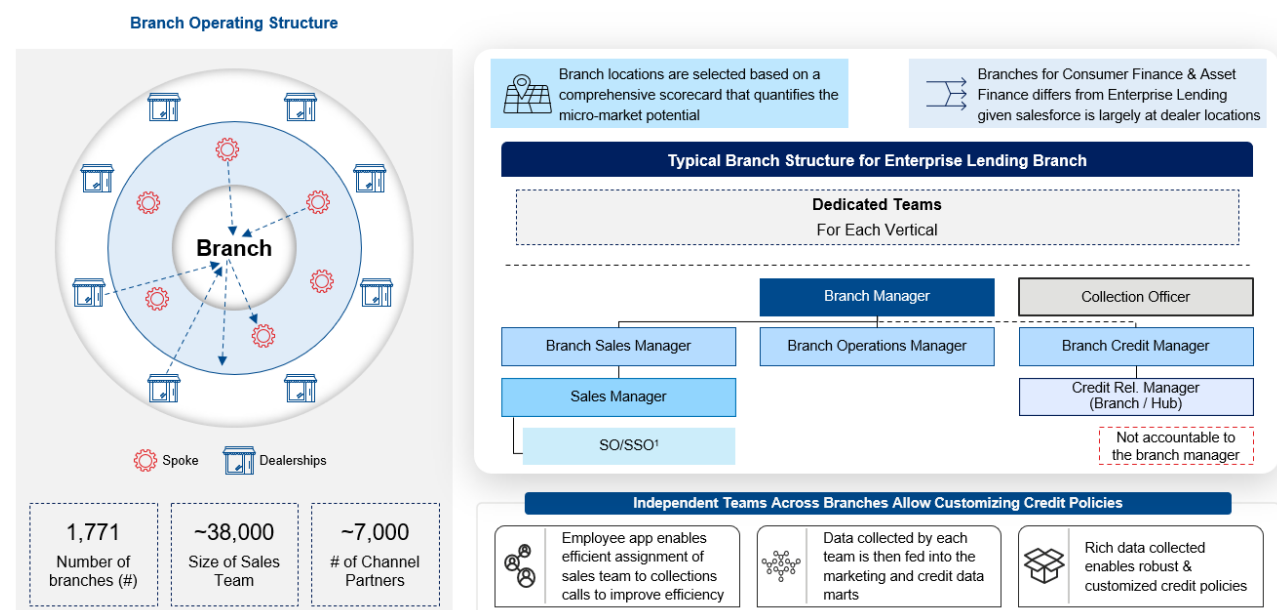 Branch Operating Structure
Branch
Spoke
Dealerships
1,771
Number of
branches (#)
~38,000
Size of Sales
Team
~7,000
# of Channel
Partners
Branch locations are selected based on a
comprehensive scorecard that quantifies the
micro-market potential
Branches for Consumer Finance & Asset
Finance differs from Enterprise Lending
given salesforce is largely at dealer locations
Typical Branch Structure for Enterprise Lending Branch
Dedicated Teams
For Each Vertical
Branch Manager
Collection Officer
Branch Sales Manager
Branch Operations Manager
Branch Credit Manager
Sales Manager
Credit Rel. Manager
(Branch / Hub)
SO/SSO¹
Not accountable to
the branch manager
Independent Teams Across Branches Allow Customizing Credit Policies
Employee app enables
efficient assignment of
sales team to collections
calls to improve efficiency
Data collected by each
team is then fed into the
marketing and credit data
marts
Rich data collected
enables robust &
customized credit policies